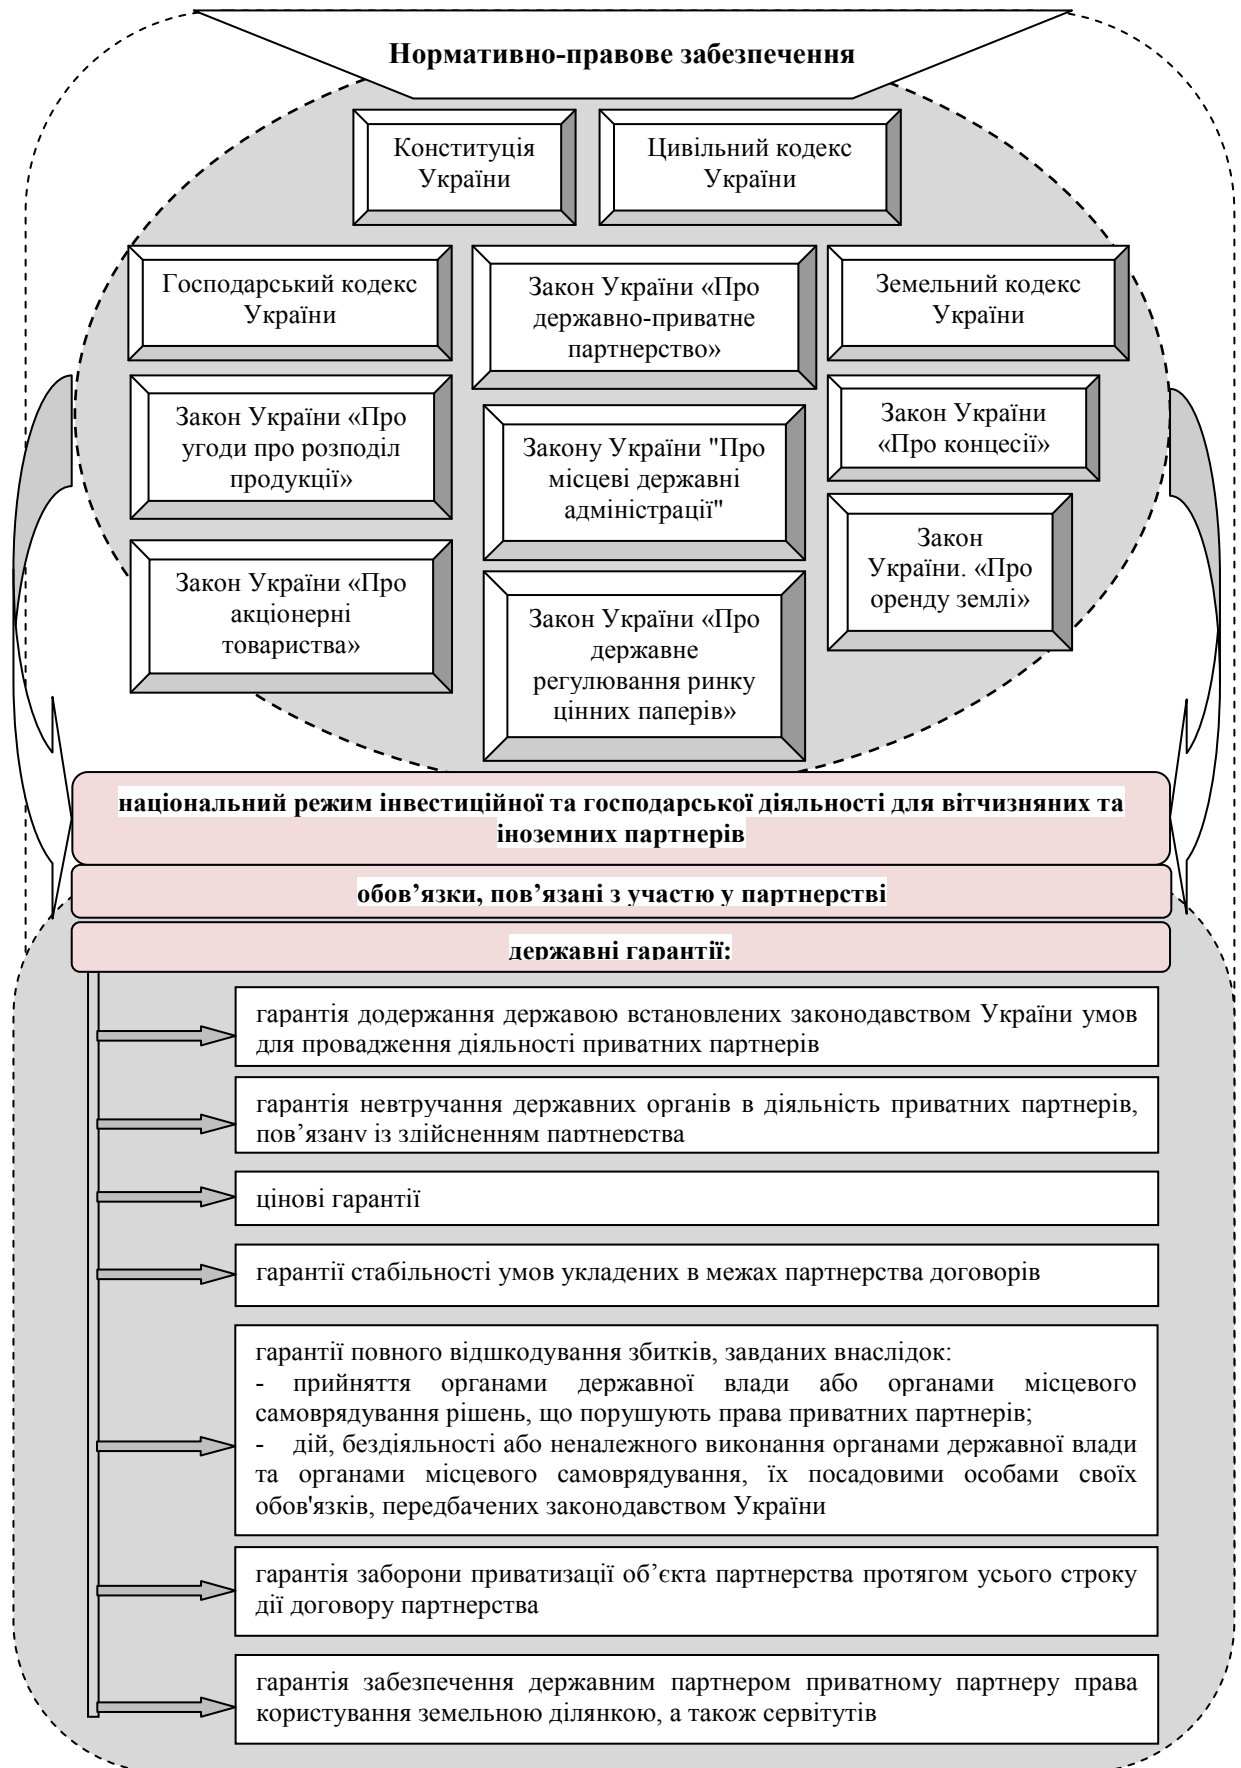 Нормативно-правове забезпечення
Конституція
України
Цивільний кодекс
України
Господарський кодекс
України
Закон України «Про
державно-приватне
партнерство»
Земельний кодекс
України
Закон України «Про
угоди про розподіл
продукції»
Закону України "Про
місцеві державні
адміністрації"
Закон України
«Про концесії»
Закон
України. «Про
оренду землі»
Закон України «Про
акціонерні
товариства»
Закон України «Про
державне
регулювання ринку
цінних паперів»
національний режим інвестиційної та господарської діяльності для вітчизняних та
іноземних партнерів
обов’язки, пов’язані з участю у партнерстві
державні гарантії:
гарантія додержання державою встановлених законодавством України умов
для провадження діяльності приватних партнерів
гарантія невтручання державних органів в діяльність приватних партнерів,
пов’язану із здійсненням партнерства
цінові гарантії
гарантії стабільності умов укладених в межах партнерства договорів
гарантії повного відшкодування збитків, завданих внаслідок:
- прийняття органами державної влади або органами місцевого
самоврядування рішень, що порушують права приватних партнерів;
- дій, бездіяльності або неналежного виконання органами державної влади
та органами місцевого самоврядування, їх посадовими особами своїх
обов'язків, передбачених законодавством України
гарантія заборони приватизації об’єкта партнерства протягом усього строку
дії договору партнерства
гарантія забезпечення державним партнером приватному партнеру права
користування земельною ділянкою, а також сервітутів